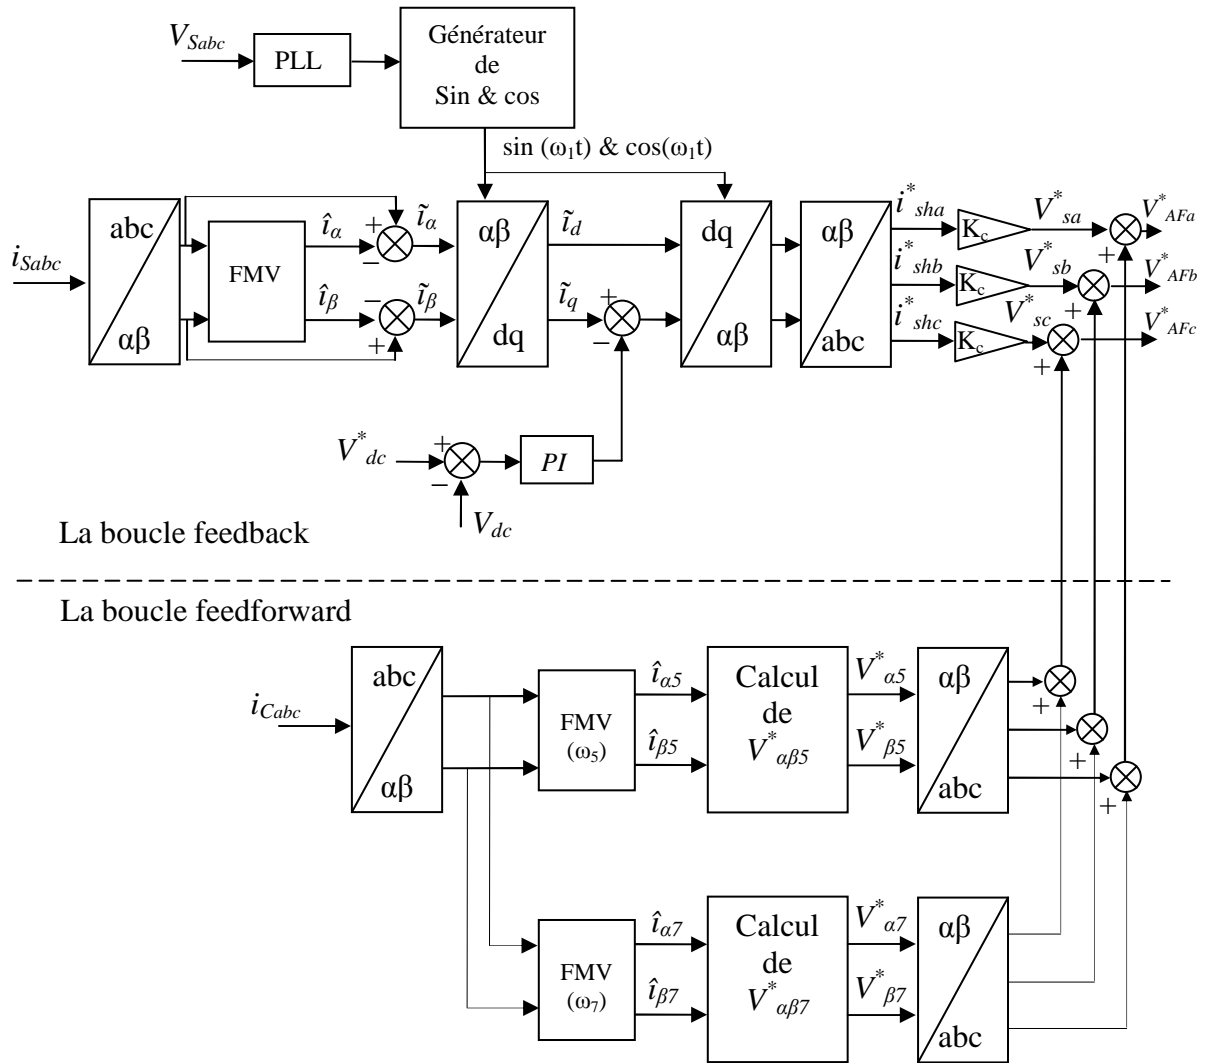 V_Sabc
PLL
Générateur
de
Sin & cos
sin (ω₁t) & cos(ω₁t)
i_Sabc
abc
αβ
FMV
î_α
î_β
+
−
−
+
ĩ_α
ĩ_β
αβ
dq
ĩ_d
ĩ_q
+
−
dq
αβ
αβ
abc
i*_sha
i*_shb
i*_shc
K_c
K_c
K_c
V*_sa
V*_sb
V*_sc
+
+
+
V*_AFa
V*_AFb
V*_AFc
V*_dc
+
−
V_dc
PI
La boucle feedback
La boucle feedforward
i_Cabc
abc
αβ
FMV
(ω₅)
î_α5
î_β5
Calcul
de
V*_αβ5
V*_α5
V*_β5
αβ
abc
+
+
+
FMV
(ω₇)
î_α7
î_β7
Calcul
de
V*_αβ7
V*_α7
V*_β7
αβ
abc